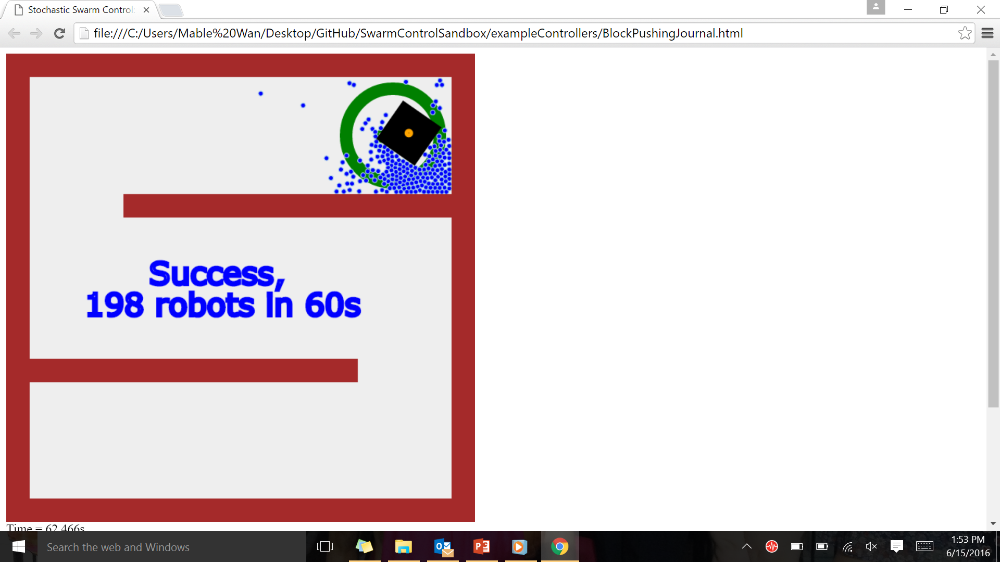 Stochastic Swarm Control:
file:///C:/Users/Mable%20Wan/Desktop/GitHub/SwarmControlSandbox/exampleControllers/BlockPushingJournal.html
Success,
198 robots in 60s
Time = 62.466s
Search the web and Windows
1:53 PM
6/15/2016